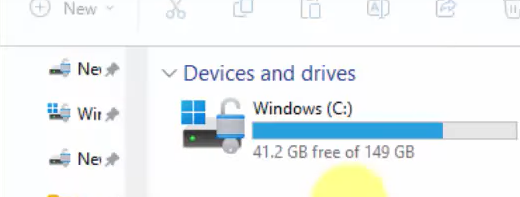 New
Devices and drives
Windows (C:)
41.2 GB free of 149 GB